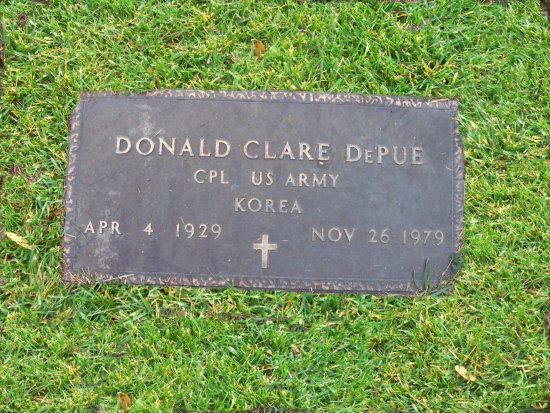 DONALD CLARE DePUE
CPL US ARMY
KOREA
APR 4 1929 NOV 26 1979